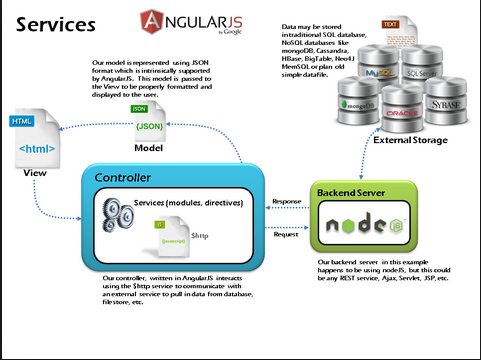 Services
ANGULARJS
by Google
Data may be stored
in traditional SQL database,
NoSQL databases like
mongoDB, Cassandra,
HBase, BigTable, Neo4J
MemSQL or plan old
simple datafile.
TEXT
MySQL
SQL Server
mongoDB
ORACLE
SYBASE
External Storage
Our model is represented using JSON
format which is intrinsically supported
by AngularJS. This model is passed to
the View to be properly formatted and
displayed to the user.
HTML
<html>
View
JSON
{JSON}
Model
Controller
Services (modules, directives)
JS
{javascript}
$http
Response
Request
Backend Server
node
JS
Our controller, written in AngularJS interacts
using the $http service to communicate with
an external service to pull in data from database,
filestore, etc.
Our backend server in this example
happens to be using nodeJS, but this could
be any REST service, Ajax, Servlet, JSP, etc.